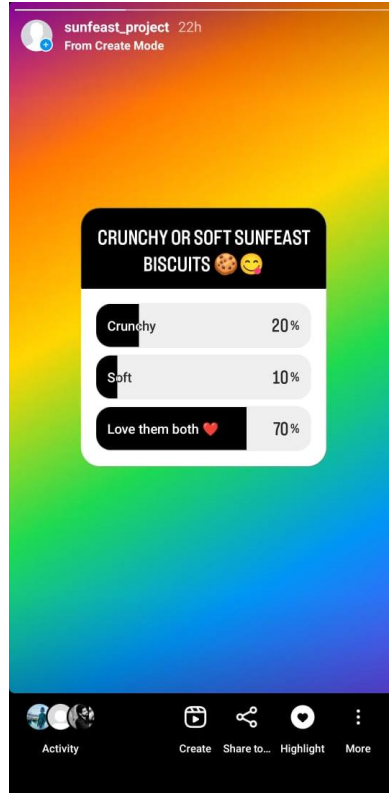 sunfeast_project 22h
From Create Mode
CRUNCHY OR SOFT SUNFEAST
BISCUITS 🍪😋
Crunchy 20%
Soft 10%
Love them both ❤️ 70%
Activity Create Share to... Highlight More